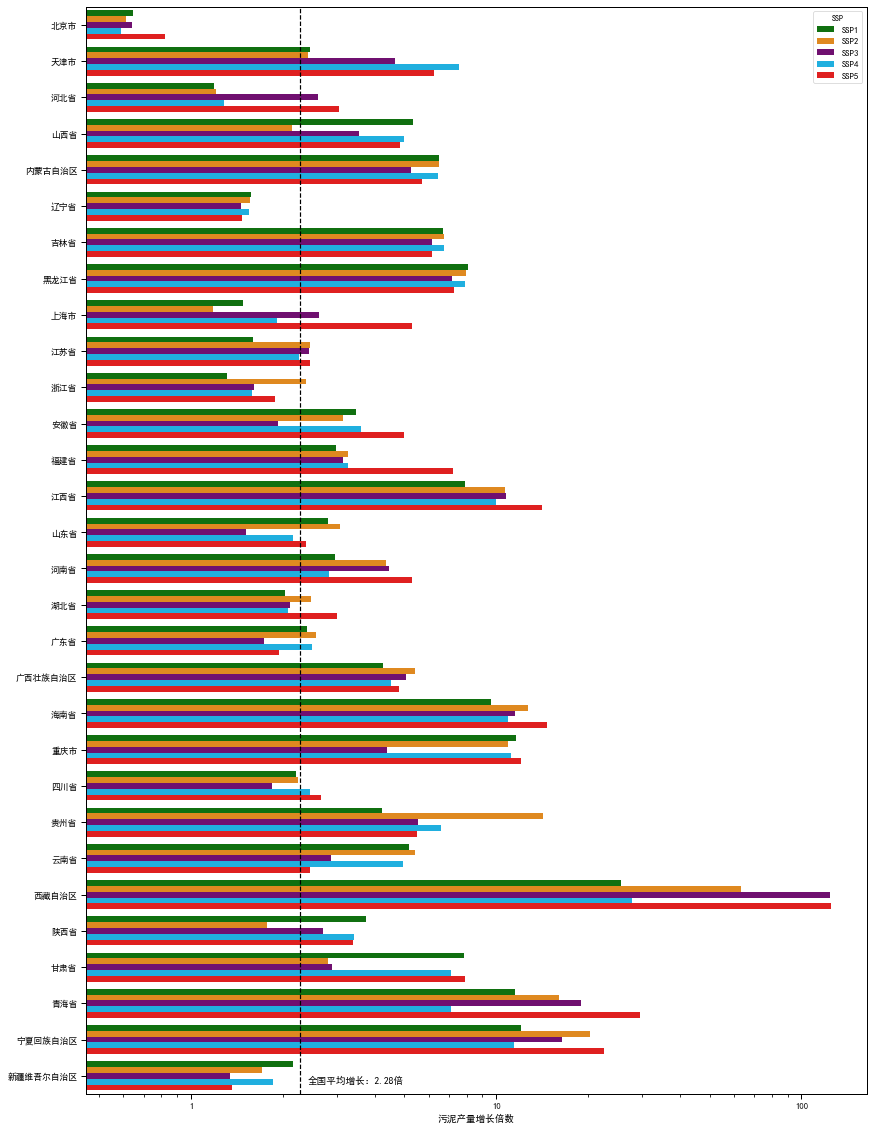 SSP
SSP1
SSP2
SSP3
SSP4
SSP5
北京市
天津市
河北省
山西省
内蒙古自治区
辽宁省
吉林省
黑龙江省
上海市
江苏省
浙江省
安徽省
福建省
江西省
山东省
河南省
湖北省
广东省
广西壮族自治区
海南省
重庆市
四川省
贵州省
云南省
西藏自治区
陕西省
甘肃省
青海省
宁夏回族自治区
新疆维吾尔自治区
全国平均增长: 2.28倍
1 10 100
污泥产量增长倍数